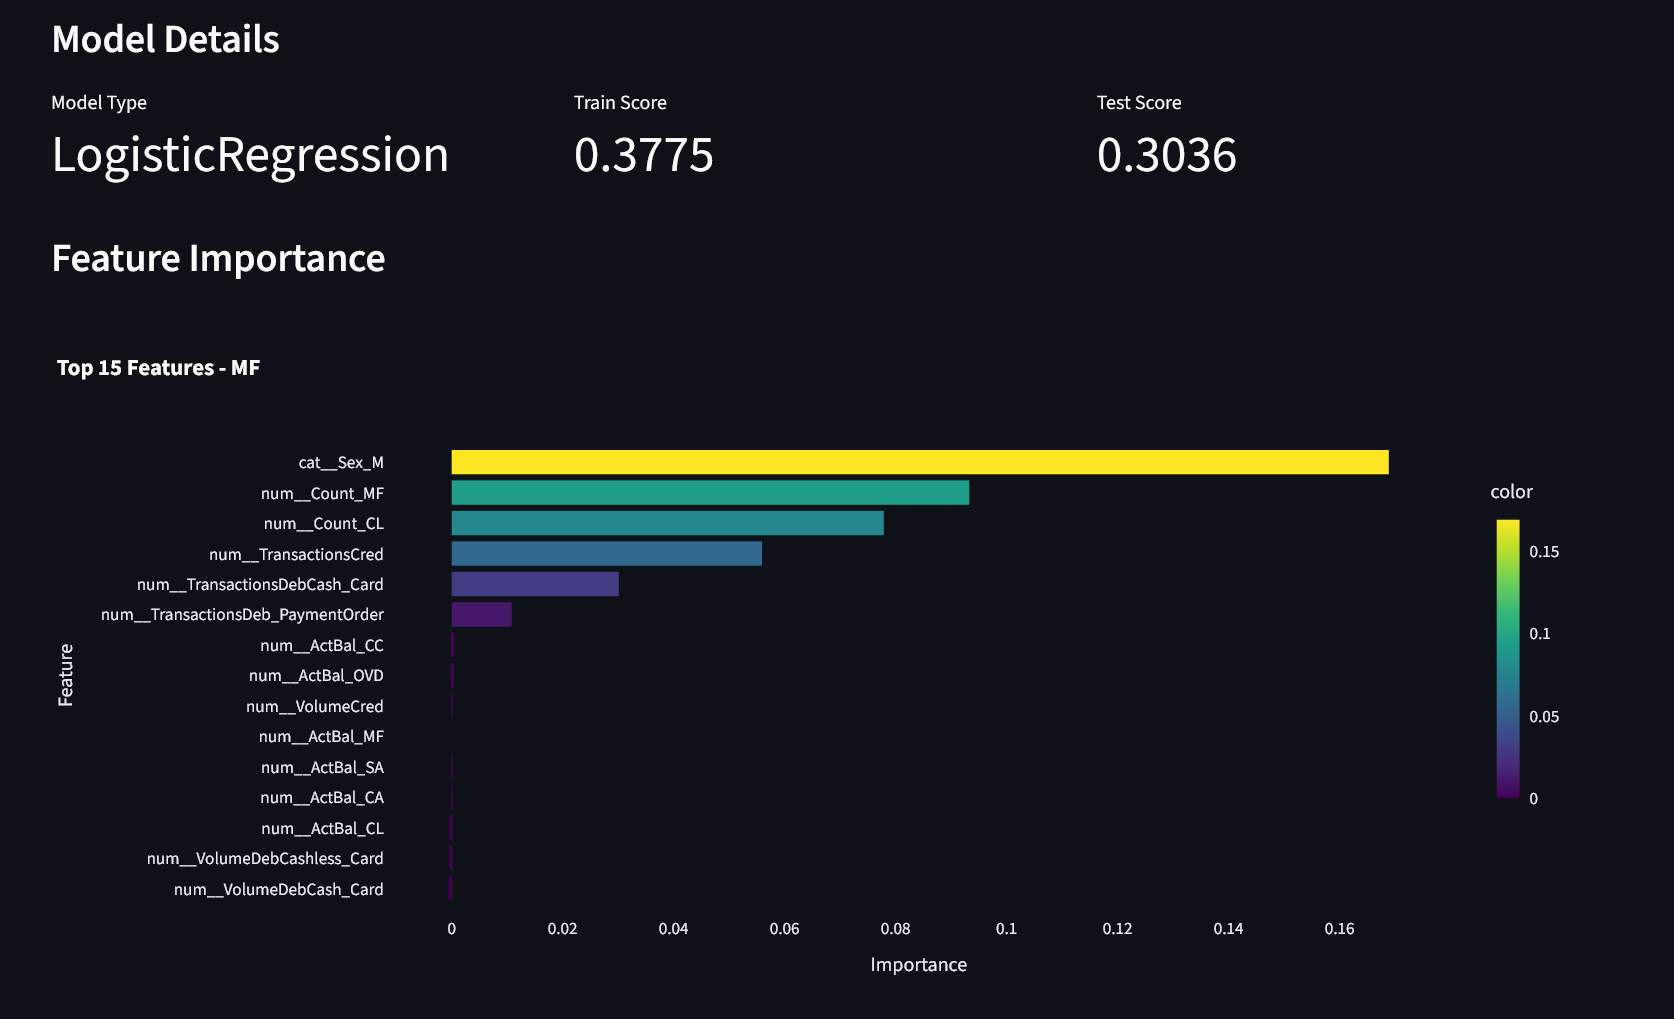 Model Details
Model Type
Train Score
Test Score
LogisticRegression
0.3775
0.3036
Feature Importance
Top 15 Features - MF
cat__Sex_M
num__Count_MF
num__Count_CL
num__TransactionsCred
num__TransactionsDebCash_Card
num__TransactionsDeb_PaymentOrder
num__ActBal_CC
num__ActBal_OVD
num__VolumeCred
num__ActBal_MF
num__ActBal_SA
num__ActBal_CA
num__ActBal_CL
num__VolumeDebCashless_Card
num__VolumeDebCash_Card
Feature
0 0.02 0.04 0.06 0.08 0.1 0.12 0.14 0.16
Importance
color
0.15
0.1
0.05
0